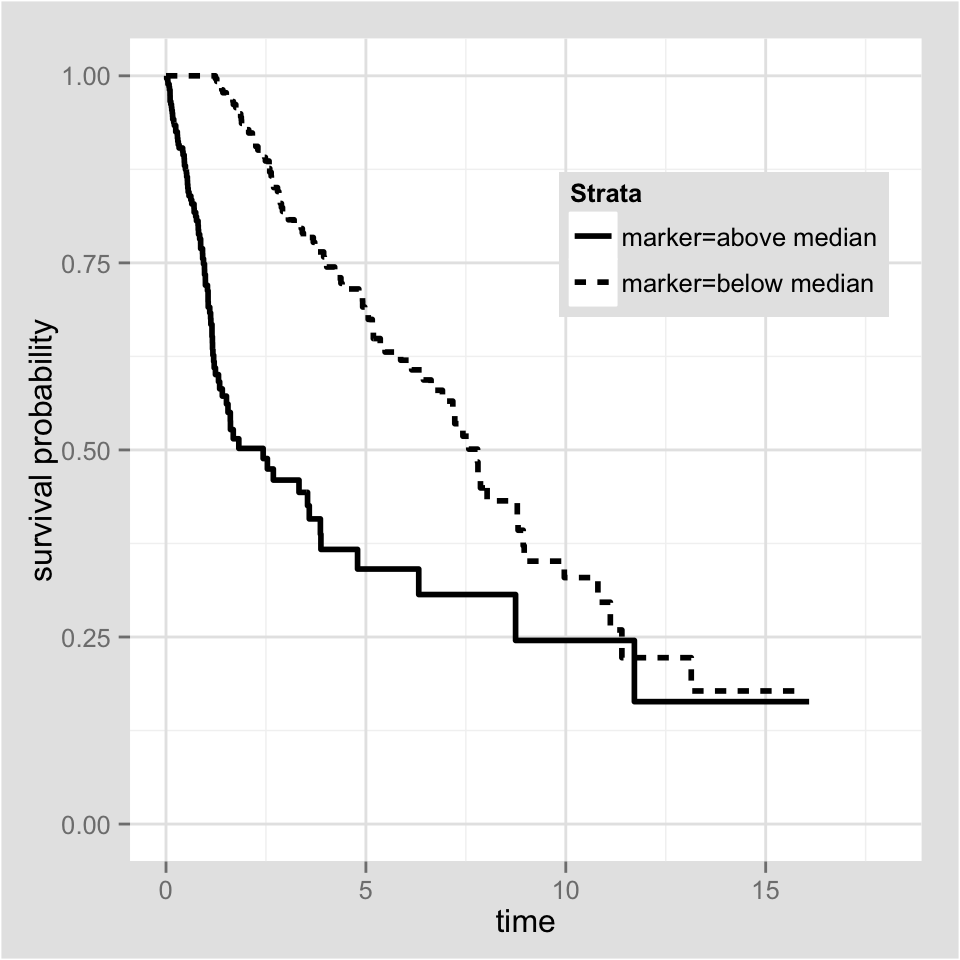 1.00
0.75
0.50
0.25
0.00
survival probability
Strata
marker=above median
marker=below median
0 5 10 15
time